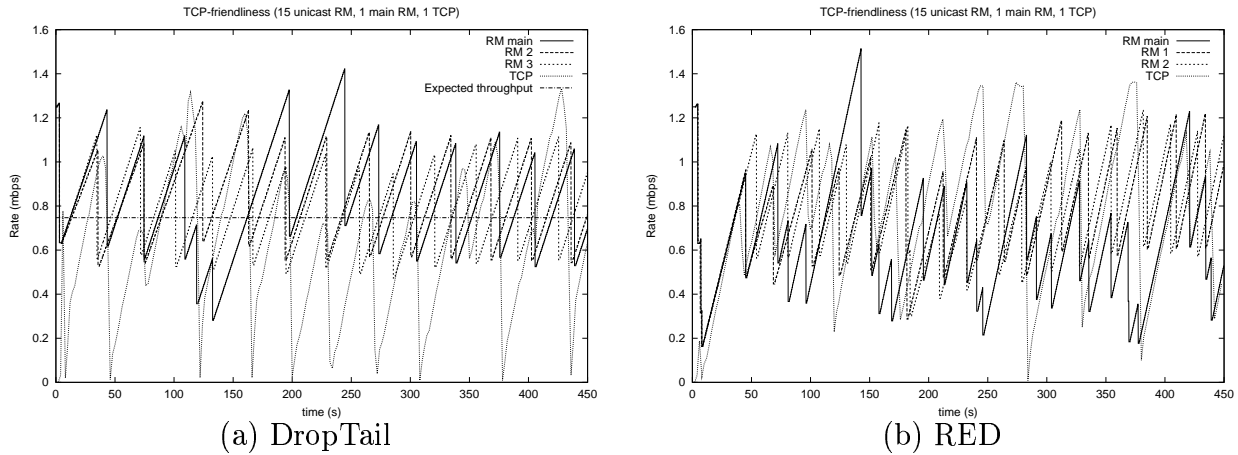 TCP-friendliness (15 unicast RM, 1 main RM, 1 TCP)
1.6
1.4
1.2
1
0.8
0.6
0.4
0.2
0
Rate (mbps)
RM main
RM 2
RM 3
TCP
Expected throughput
0 50 100 150 200 250 300 350 400 450
time (s)
(a) DropTail
TCP-friendliness (15 unicast RM, 1 main RM, 1 TCP)
1.6
1.4
1.2
1
0.8
0.6
0.4
0.2
0
Rate (mbps)
RM main
RM 1
RM 2
TCP
0 50 100 150 200 250 300 350 400 450
time (s)
(b) RED